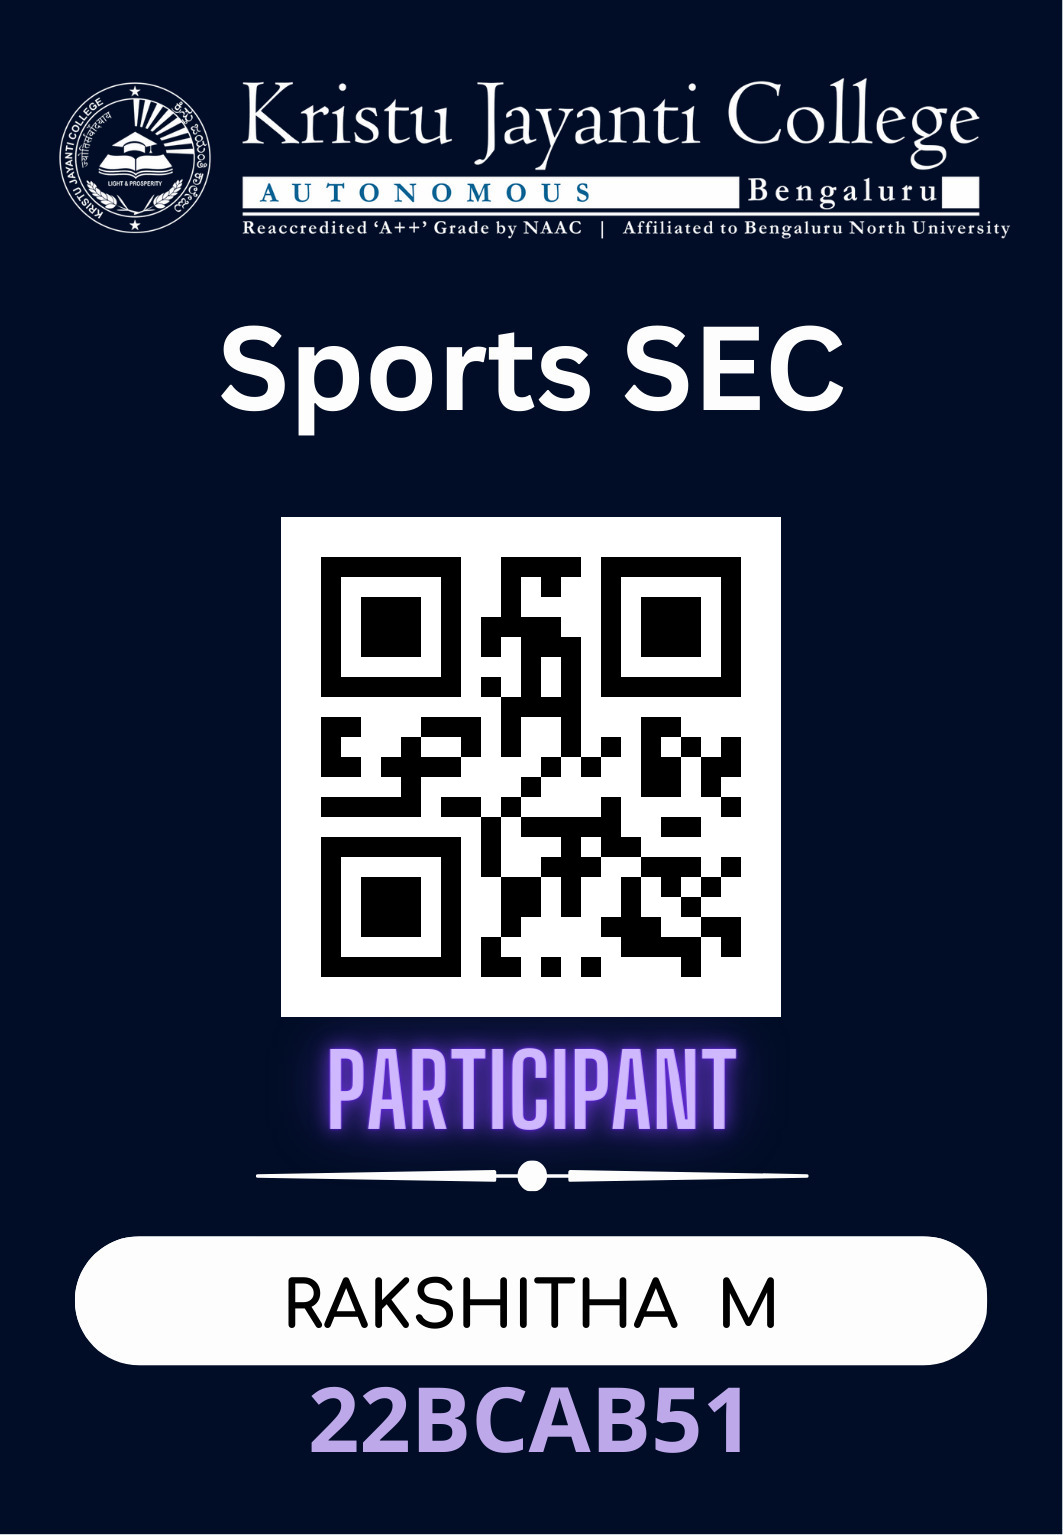 Kristu Jayanti College
AUTONOMOUS Bengaluru
Reaccredited ‘A++’ Grade by NAAC | Affiliated to Bengaluru North University
KRISTU JAYANTI COLLEGE
LIGHT & PROSPERITY
Sports SEC
PARTICIPANT
RAKSHITHA M
22BCAB51